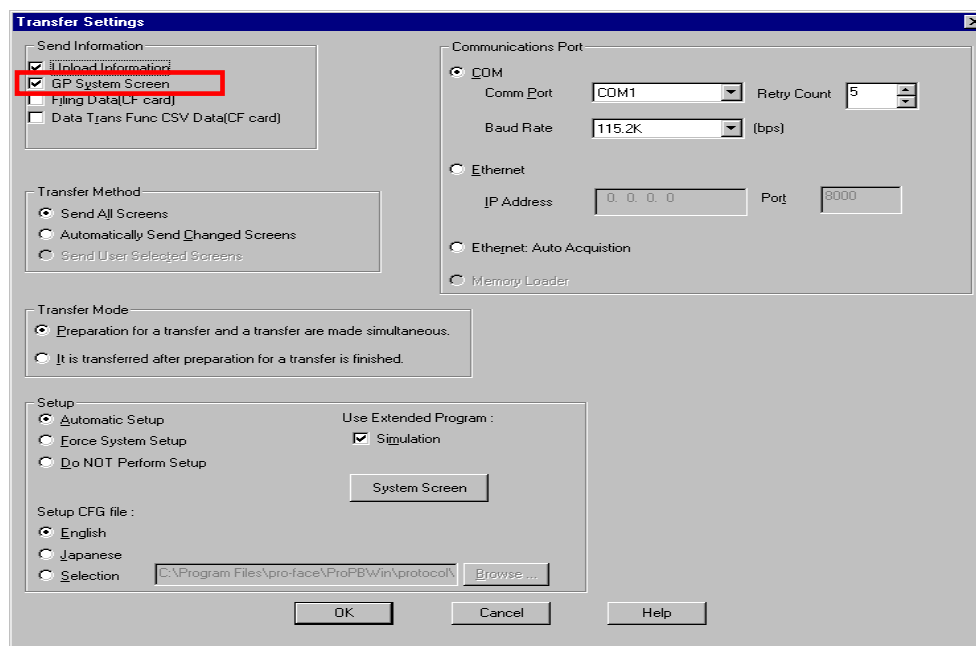 Transfer Settings
Send Information
Upload Information
GP System Screen
Filing Data(CF card)
Data Trans Func CSV Data(CF card)
Transfer Method
Send All Screens
Automatically Send Changed Screens
Send User Selected Screens
Transfer Mode
Preparation for a transfer and a transfer are made simultaneous.
It is transferred after preparation for a transfer is finished.
Setup
Automatic Setup
Force System Setup
Do NOT Perform Setup
Use Extended Program :
Simulation
System Screen
Setup CFG file :
English
Japanese
Selection
C:\Program Files\pro-face\ProPBWin\protocol\
Browse ...
Communications Port
COM
Comm Port
COM1
Retry Count
5
Baud Rate
115.2K
(bps)
Ethernet
IP Address
0. 0. 0. 0
Port
8000
Ethernet: Auto Acquistion
Memory Loader
OK
Cancel
Help